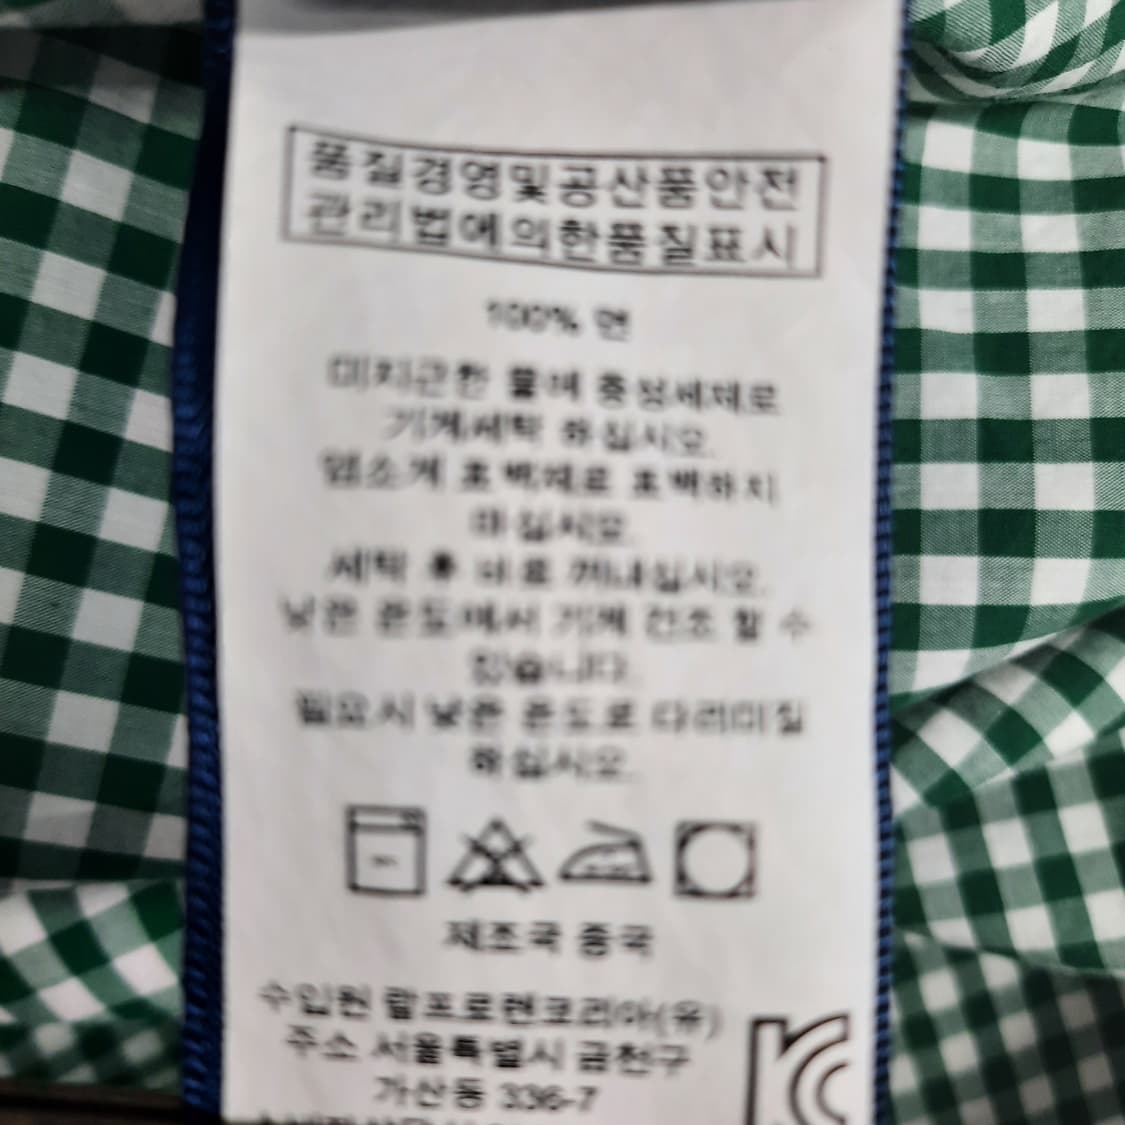 품질경영및공산품안전
관리법에의한품질표시
100% 면
미지근한 물에 중성세제로
기계세탁 하십시오.
염소계 표백제로 표백하지
마십시오.
세탁 후 바로 꺼내십시오.
낮은 온도에서 기계 건조 할 수
있습니다.
필요시 낮은 온도로 다리미질
하십시오.
제조국 중국
수입원 랄프로렌코리아(유)
주소 서울특별시 금천구
가산동 336-7